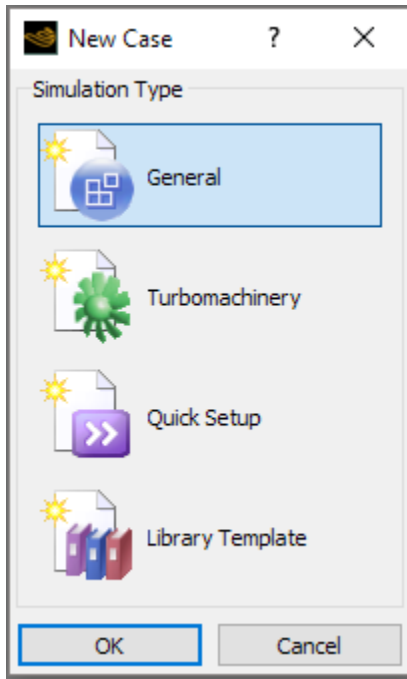 New Case
Simulation Type
General
Turbomachinery
Quick Setup
Library Template
OK Cancel